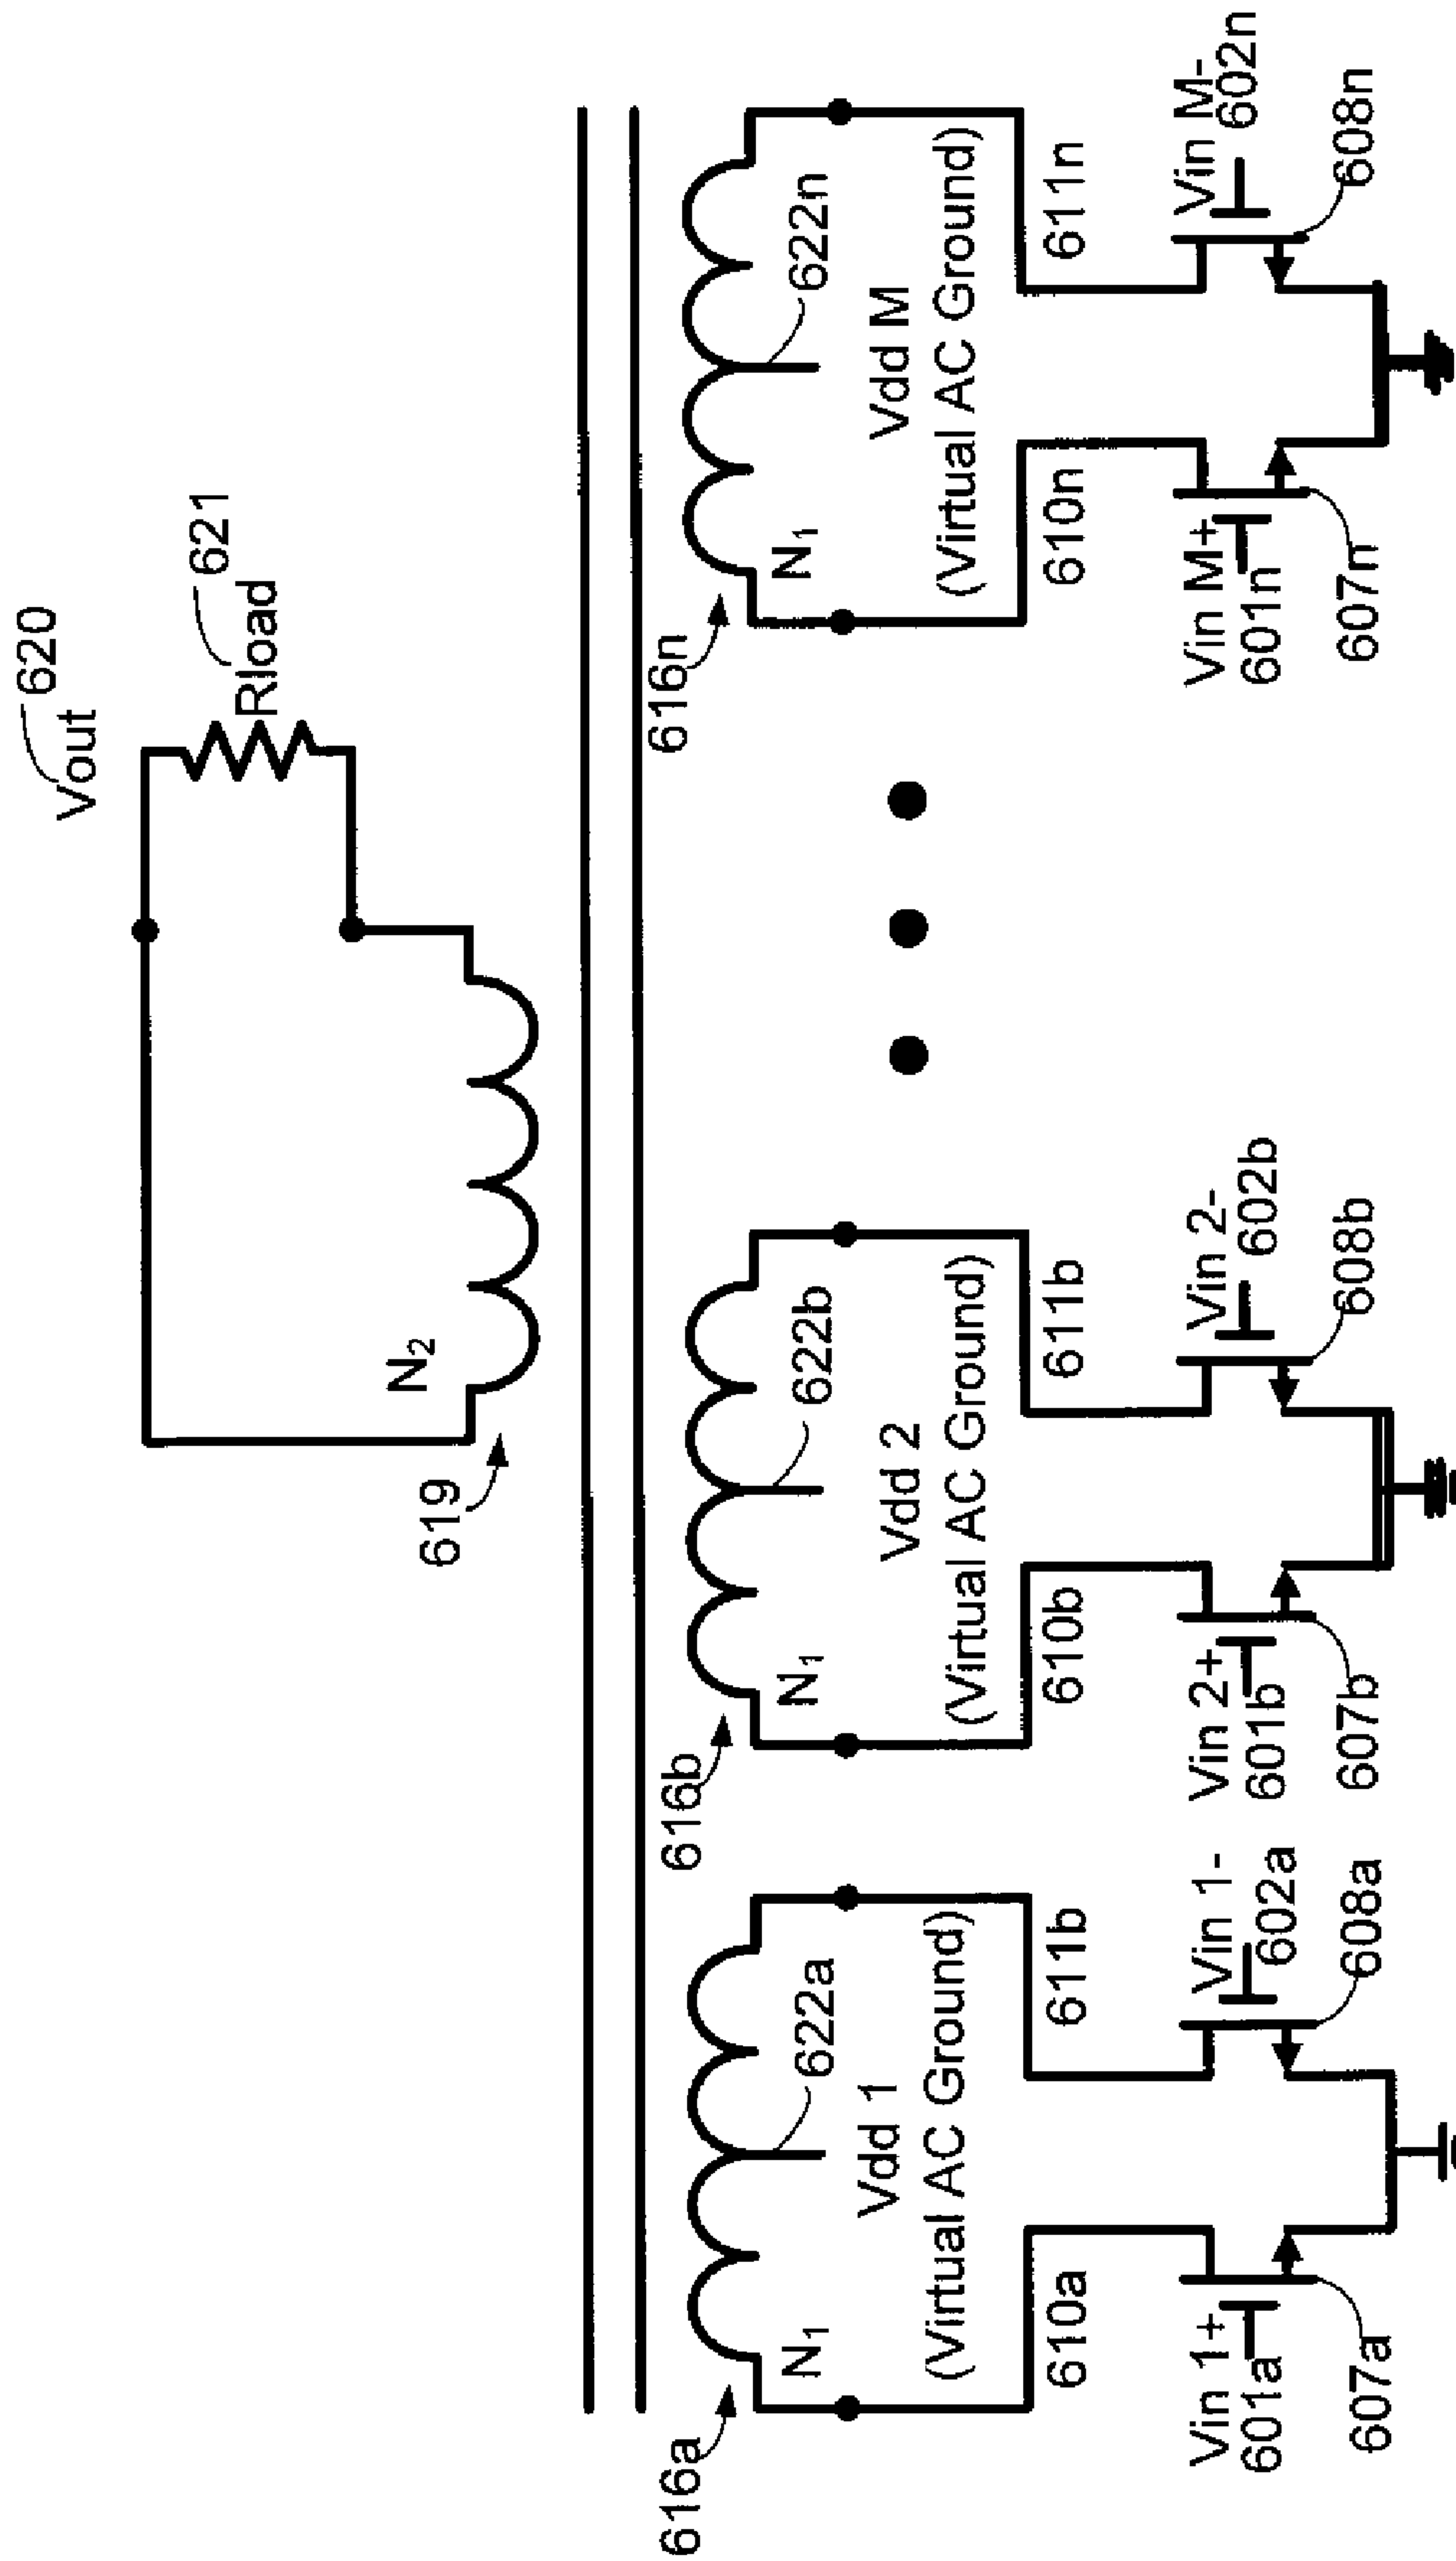 Vout 620
Rload 621
N2
619
616a
N1
622a
Vdd 1
(Virtual AC Ground)
610a
611b
Vin 1+
601a
607a
Vin 1-
602a
608a
616b
N1
622b
Vdd 2
(Virtual AC Ground)
610b
611b
Vin 2+
601b
607b
Vin 2-
602b
608b
616n
N1
622n
Vdd M
(Virtual AC Ground)
610n
611n
Vin M+
601n
607n
Vin M-
602n
608n